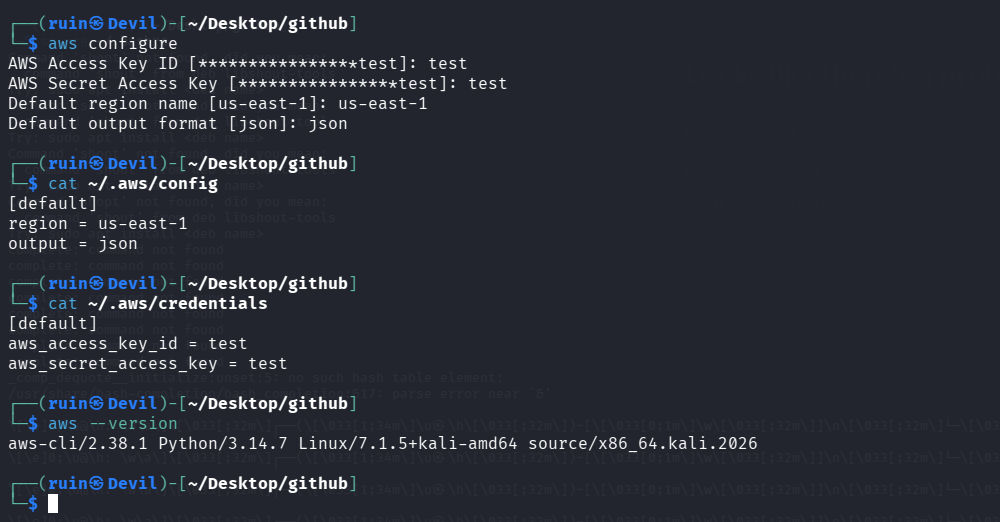 ┌──(ruin㉿Devil)-[~/Desktop/github]
└─$ aws configure
AWS Access Key ID [****************test]: test
AWS Secret Access Key [****************test]: test
Default region name [us-east-1]: us-east-1
Default output format [json]: json
┌──(ruin㉿Devil)-[~/Desktop/github]
└─$ cat ~/.aws/config
[default]
region = us-east-1
output = json
┌──(ruin㉿Devil)-[~/Desktop/github]
└─$ cat ~/.aws/credentials
[default]
aws_access_key_id = test
aws_secret_access_key = test
┌──(ruin㉿Devil)-[~/Desktop/github]
└─$ aws --version
aws-cli/2.38.1 Python/3.14.7 Linux/7.1.5+kali-amd64 source/x86_64.kali.2026
┌──(ruin㉿Devil)-[~/Desktop/github]
└─$